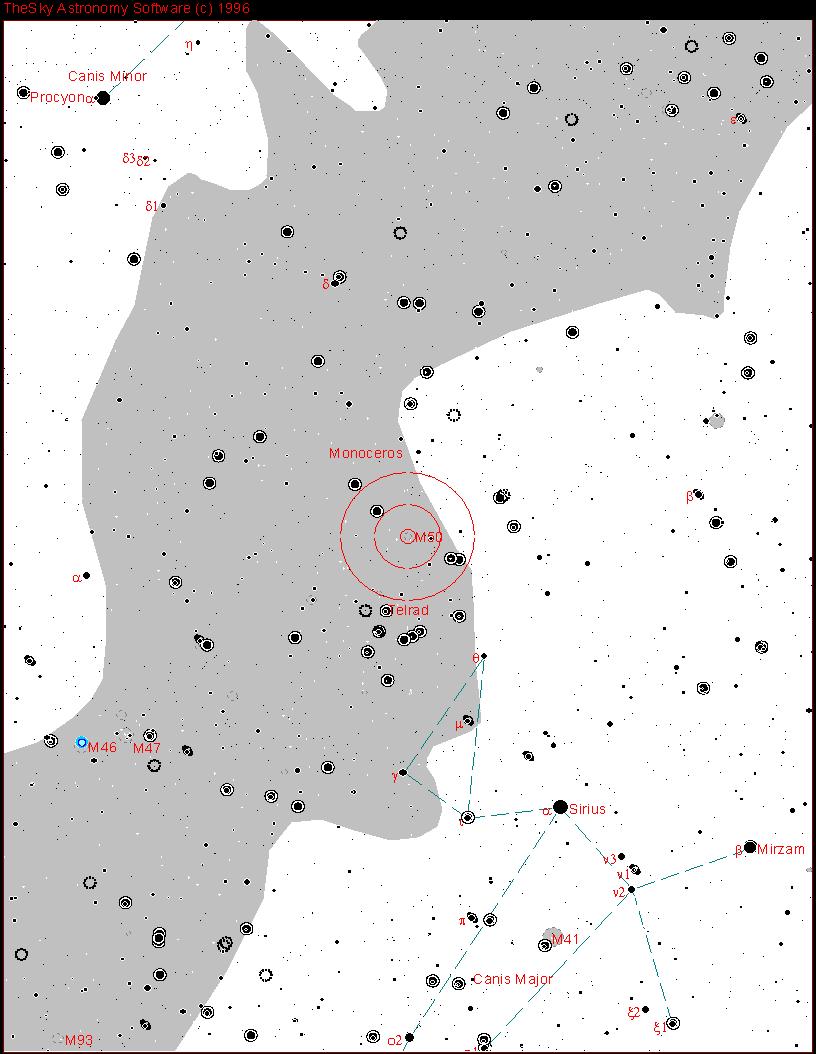 TheSky Astronomy Software (c) 1996
η
Canis Minor
Procyon α
ε
δ3 δ2
δ1
δ
Monoceros
β
M50
α
Telrad
θ
μ
M46 M47
γ
ι
α Sirius
β Mirzam
ν3
ν1
ν2
π
M41
Canis Major
ξ2
ξ1
M93
ο2